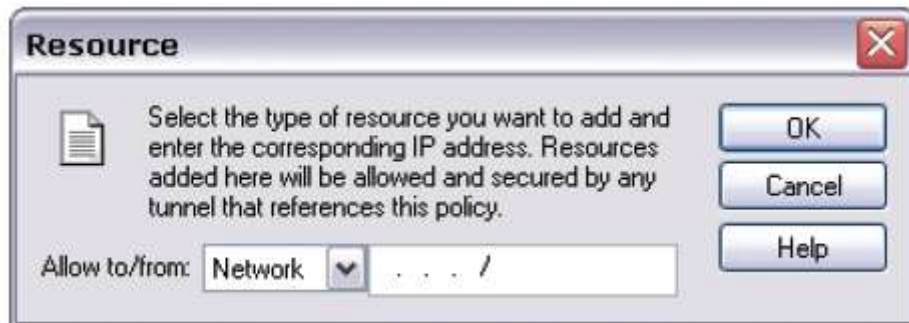 Resource
Select the type of resource you want to add and
enter the corresponding IP address. Resources
added here will be allowed and secured by any
tunnel that references this policy.
OK
Cancel
Help
Allow to/from: Network . . . /